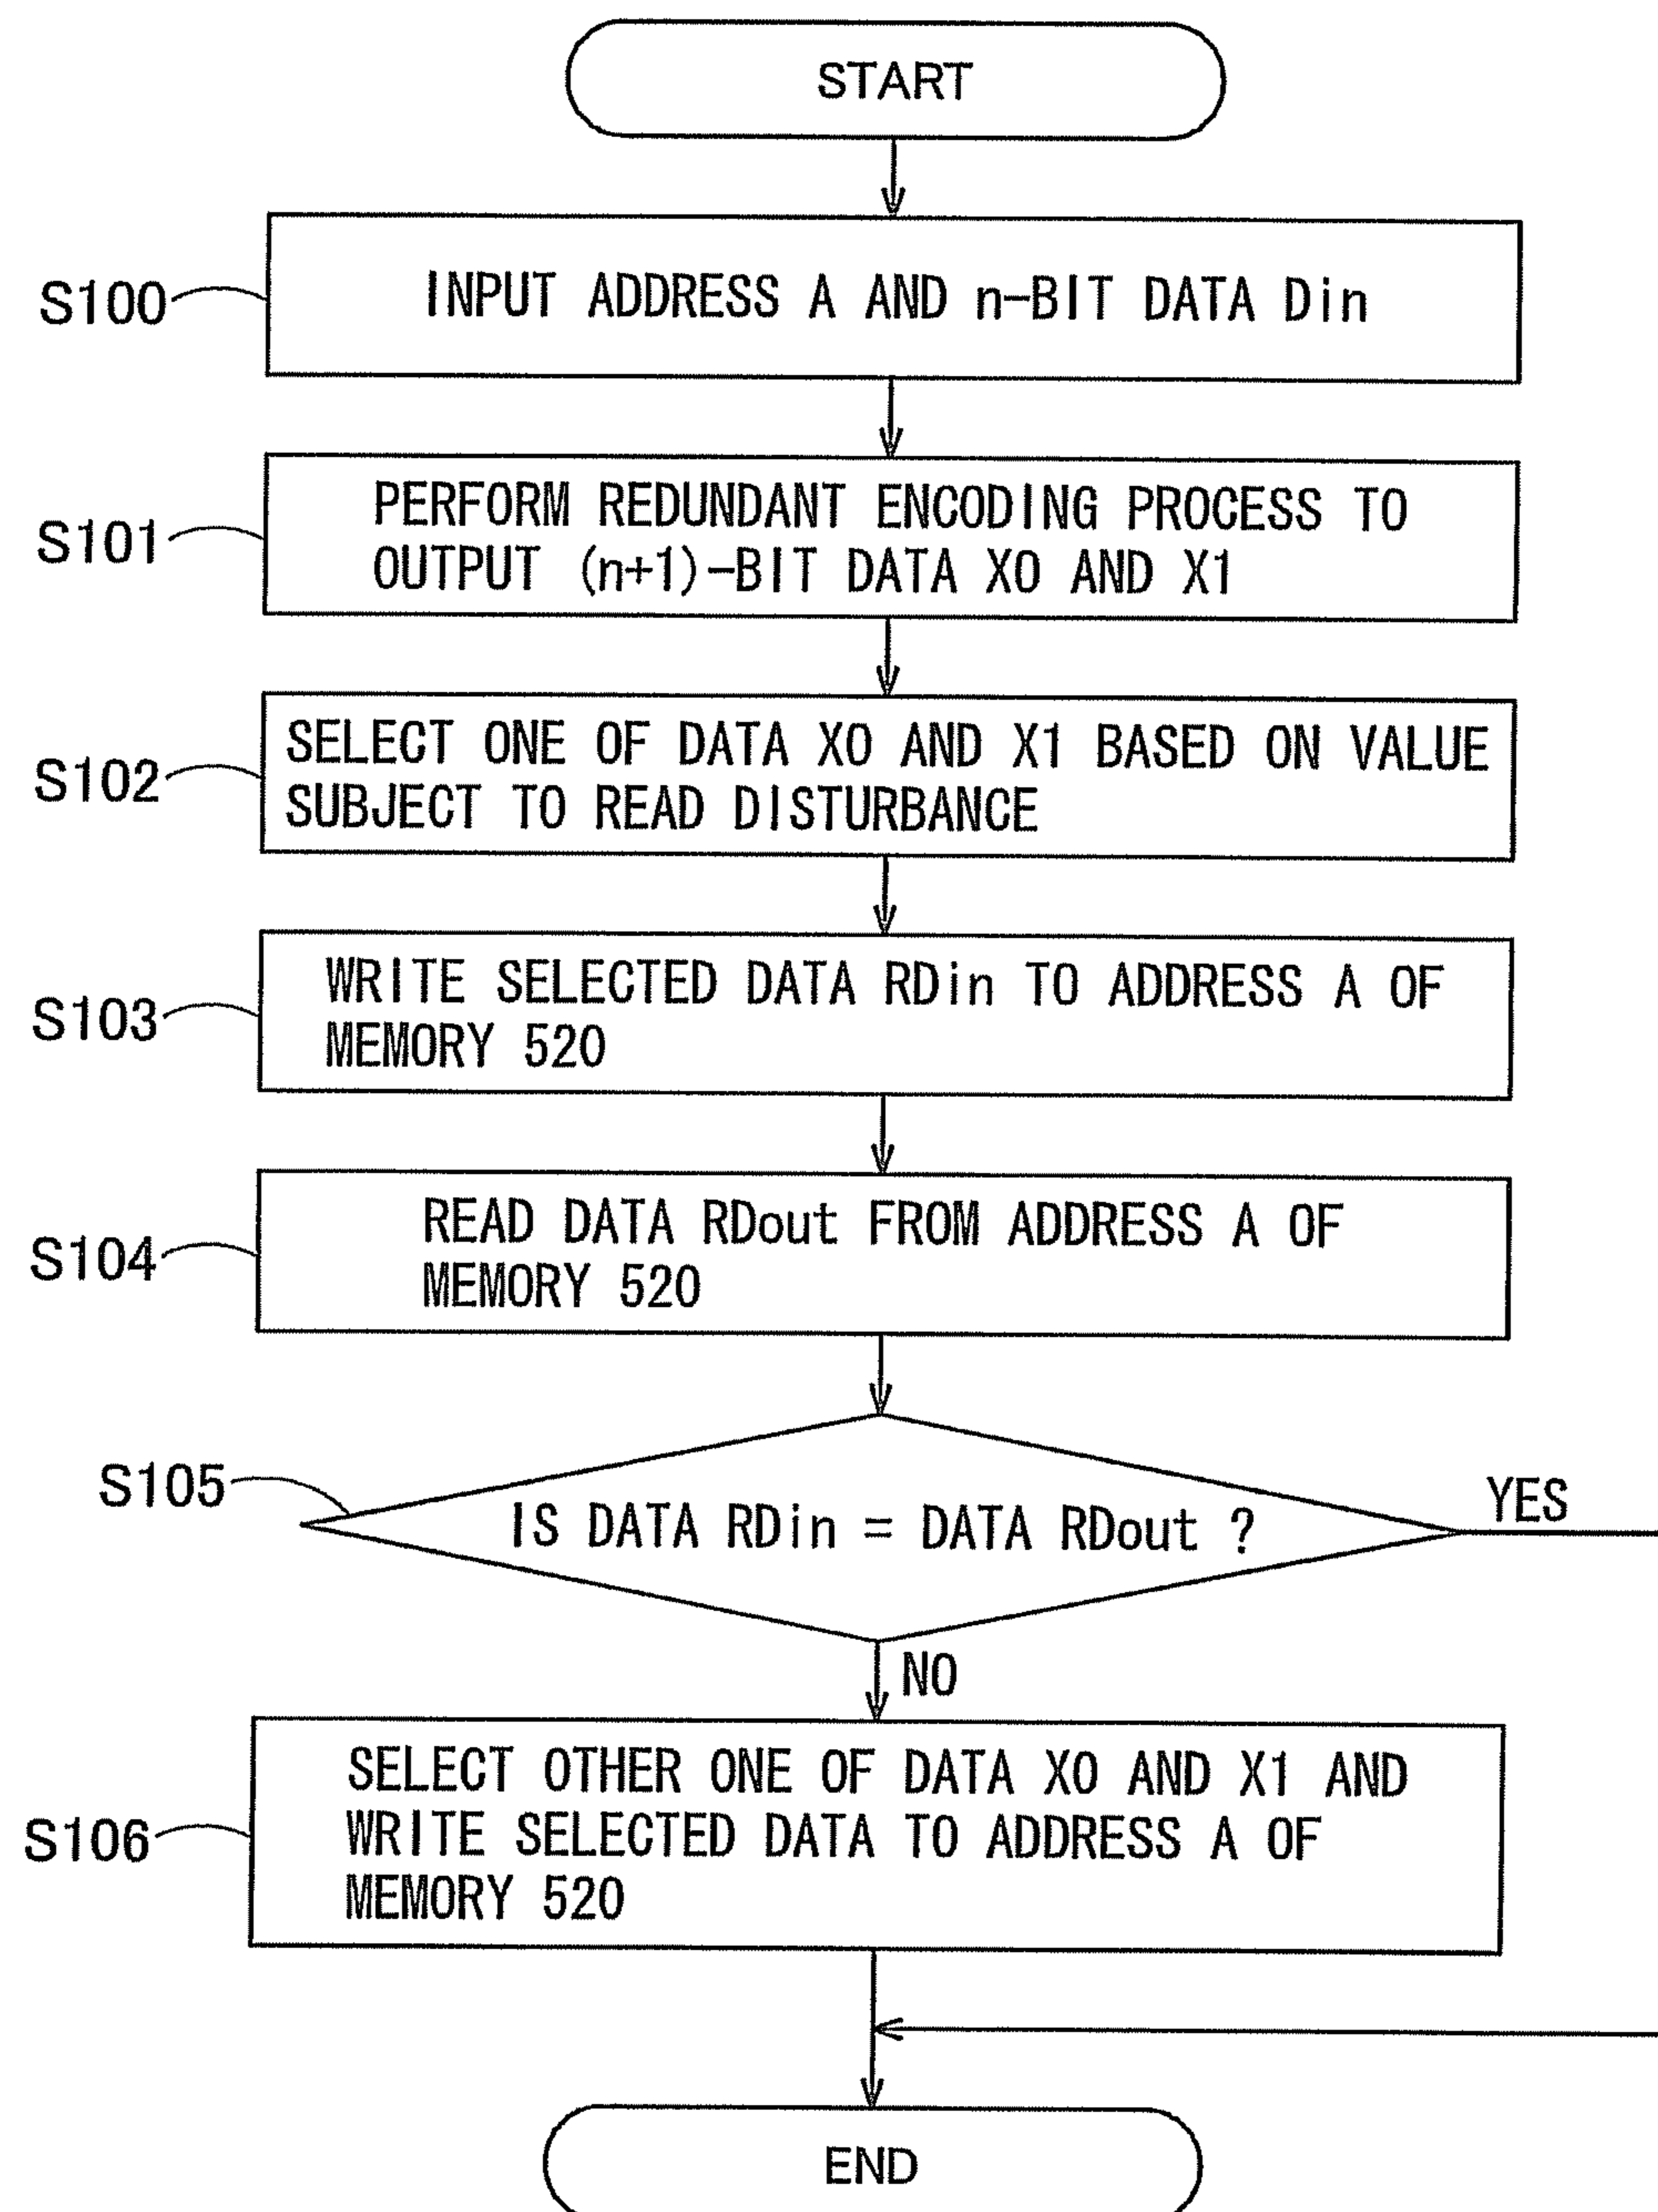 START
S100
INPUT ADDRESS A AND n-BIT DATA Din
S101
PERFORM REDUNDANT ENCODING PROCESS TO
OUTPUT (n+1)-BIT DATA X0 AND X1
S102
SELECT ONE OF DATA X0 AND X1 BASED ON VALUE
SUBJECT TO READ DISTURBANCE
S103
WRITE SELECTED DATA RDin TO ADDRESS A OF
MEMORY 520
S104
READ DATA RDout FROM ADDRESS A OF
MEMORY 520
S105
IS DATA RDin = DATA RDout ?
YES
NO
S106
SELECT OTHER ONE OF DATA X0 AND X1 AND
WRITE SELECTED DATA TO ADDRESS A OF
MEMORY 520
END